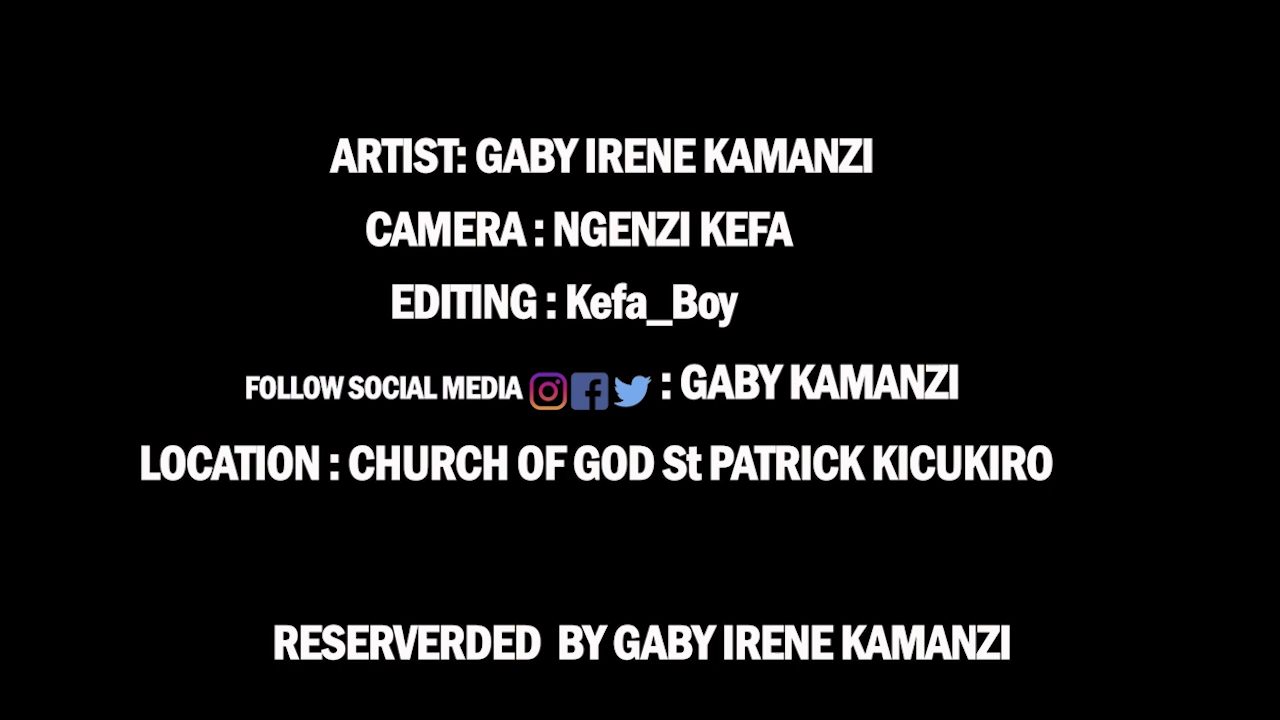 ARTIST: GABY IRENE KAMANZI
CAMERA : NGENZI KEFA
EDITING : Kefa_Boy
FOLLOW SOCIAL MEDIA : GABY KAMANZI
LOCATION : CHURCH OF GOD St PATRICK KICUKIRO
RESERVERDED BY GABY IRENE KAMANZI